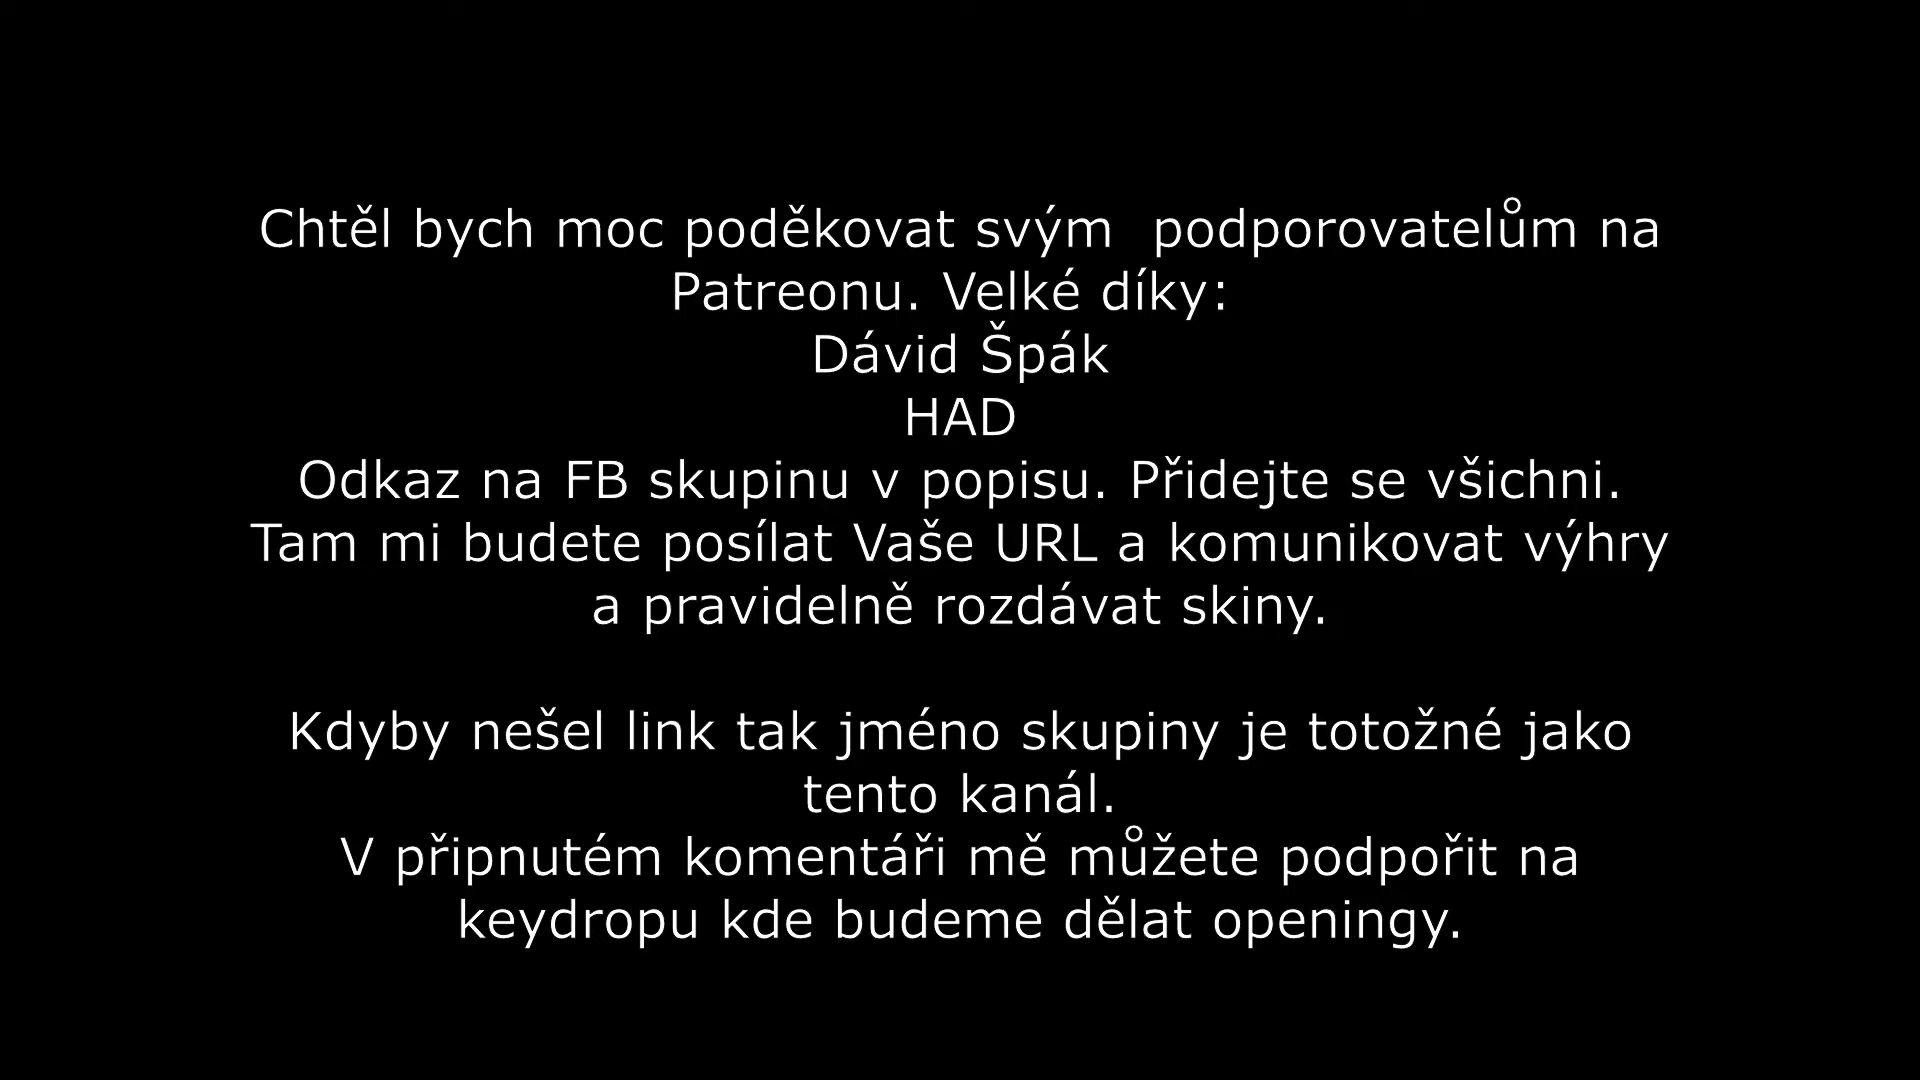 Chtěl bych moc poděkovat svým  podporovatelům na
Patreonu. Velké díky:
Dávid Špák
HAD
Odkaz na FB skupinu v popisu. Přidejte se všichni.
Tam mi budete posílat Vaše URL a komunikovat výhry
a pravidelně rozdávat skiny.
Kdyby nešel link tak jméno skupiny je totožné jako
tento kanál.
V připnutém komentáři mě můžete podpořit na
keydropu kde budeme dělat openingy.